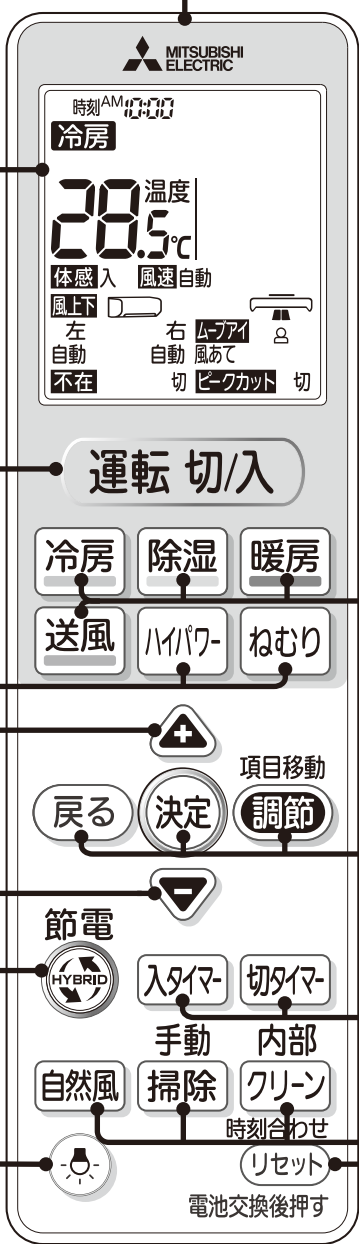 MITSUBISHI
ELECTRIC
時刻 AM 10:00
冷房
28.5℃ 温度
体感 入 風速 自動
風上下
左 右 ムーブアイ
自動 自動 風あて
不在 切 ピークカット 切
運転 切/入
冷房 除湿 暖房
送風 ハイパワー ねむり
+
項目移動
戻る 決定 調節
-
節電
HYBRID 入タイマー 切タイマー
手動 内部
自然風 掃除 クリーン
時刻合わせ
リセット
電池交換後押す